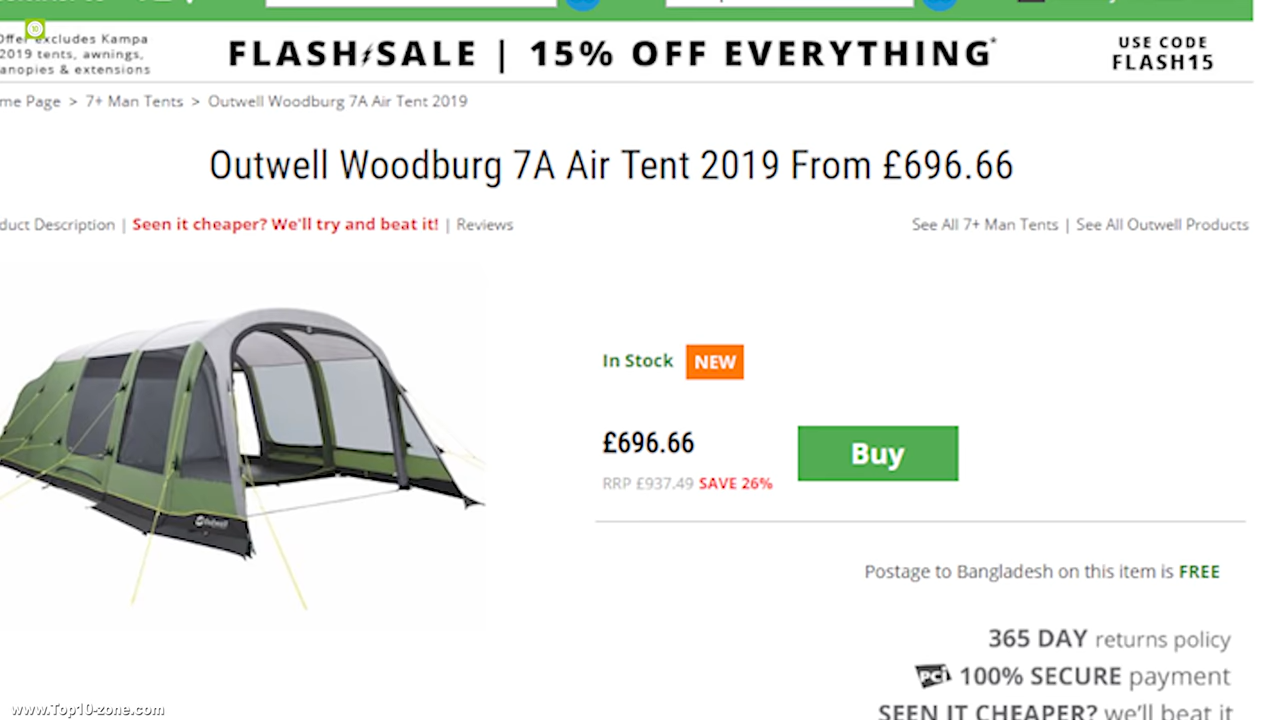 Offer excludes Kampa
2019 tents, awnings,
anopies & extensions
FLASH SALE | 15% OFF EVERYTHING*
USE CODE
FLASH15
me Page > 7+ Man Tents > Outwell Woodburg 7A Air Tent 2019
Outwell Woodburg 7A Air Tent 2019 From £696.66
duct Description | Seen it cheaper? We'll try and beat it! | Reviews
See All 7+ Man Tents | See All Outwell Products
In Stock NEW
£696.66
Buy
RRP £937.49 SAVE 26%
Outwell
Postage to Bangladesh on this item is FREE
365 DAY returns policy
PCI 100% SECURE payment
SEEN IT CHEAPER? we'll beat it
www.Top10-zone.com